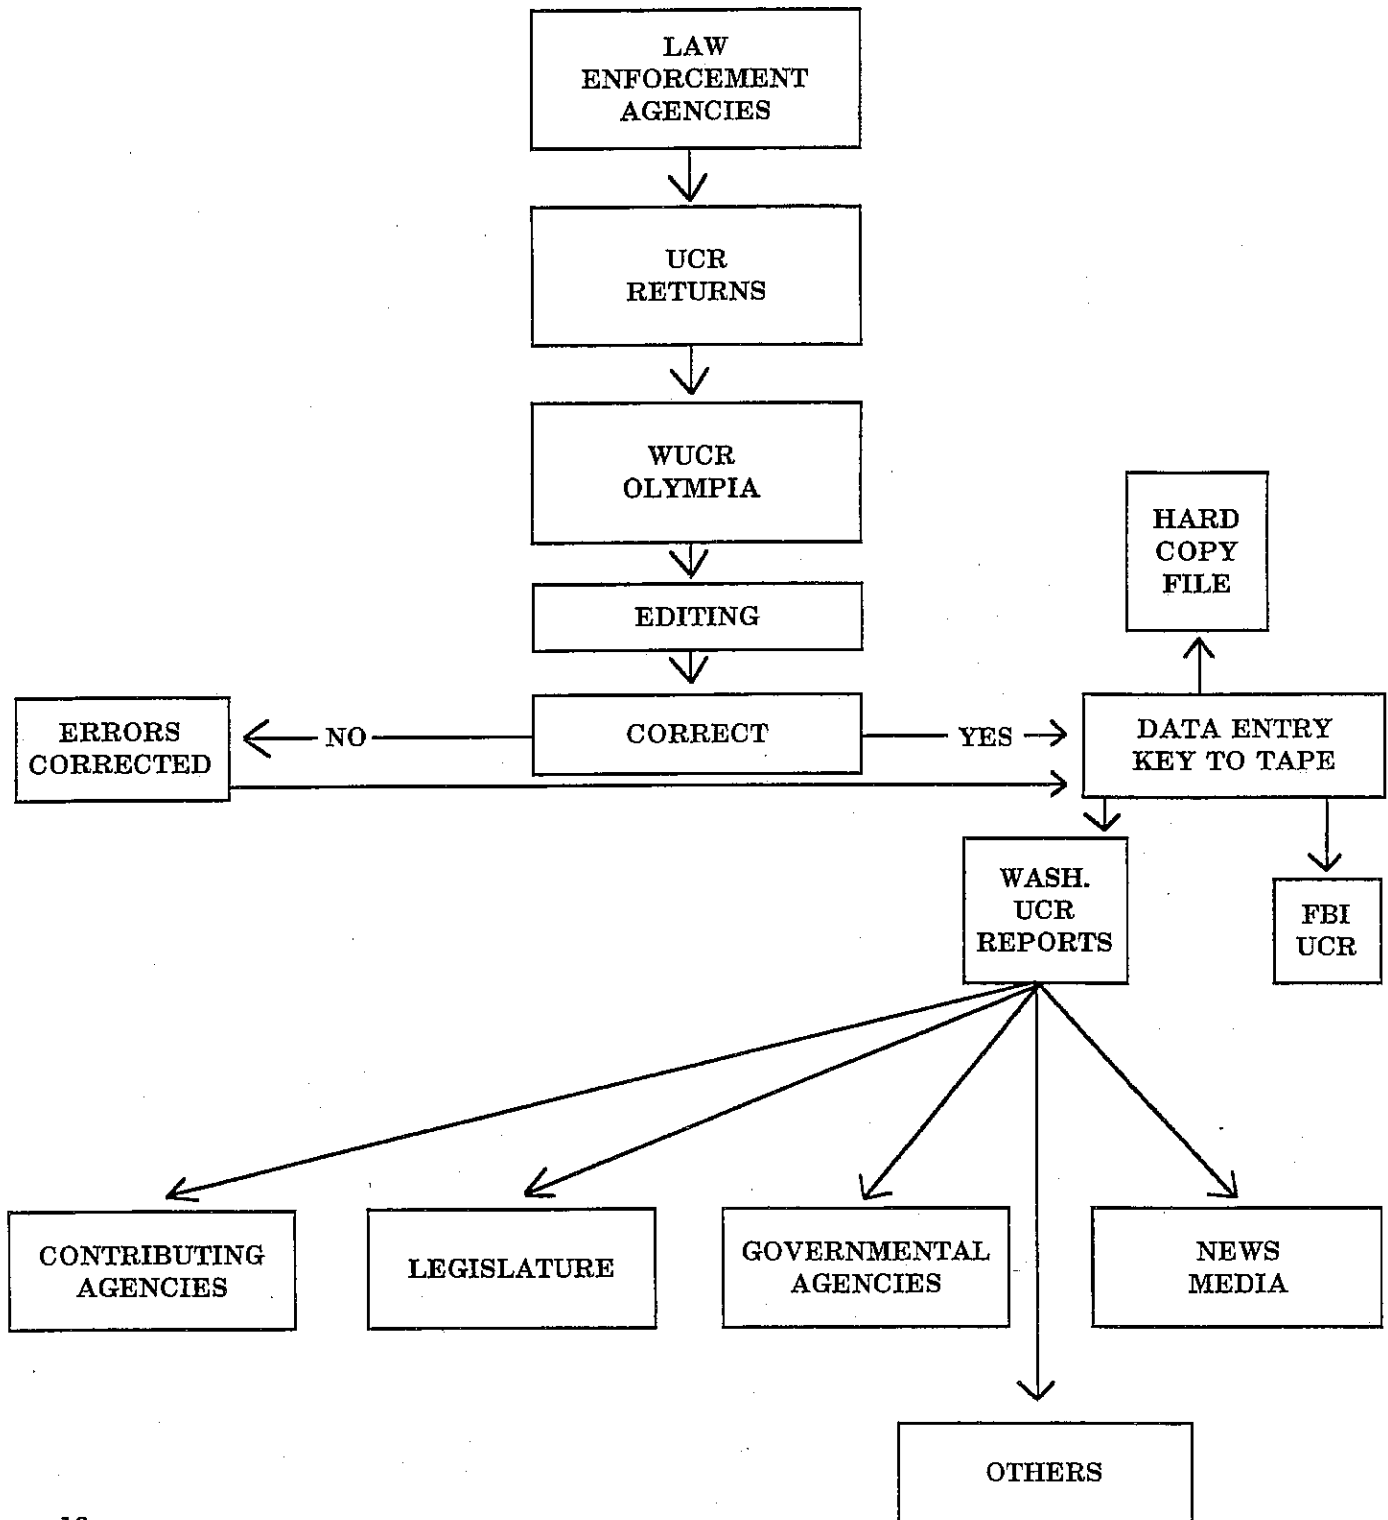 LAW
ENFORCEMENT
AGENCIES
UCR
RETURNS
WUCR
OLYMPIA
EDITING
HARD
COPY
FILE
ERRORS
CORRECTED
NO
CORRECT
YES
DATA ENTRY
KEY TO TAPE
WASH.
UCR
REPORTS
FBI
UCR
CONTRIBUTING
AGENCIES
LEGISLATURE
GOVERNMENTAL
AGENCIES
NEWS
MEDIA
OTHERS